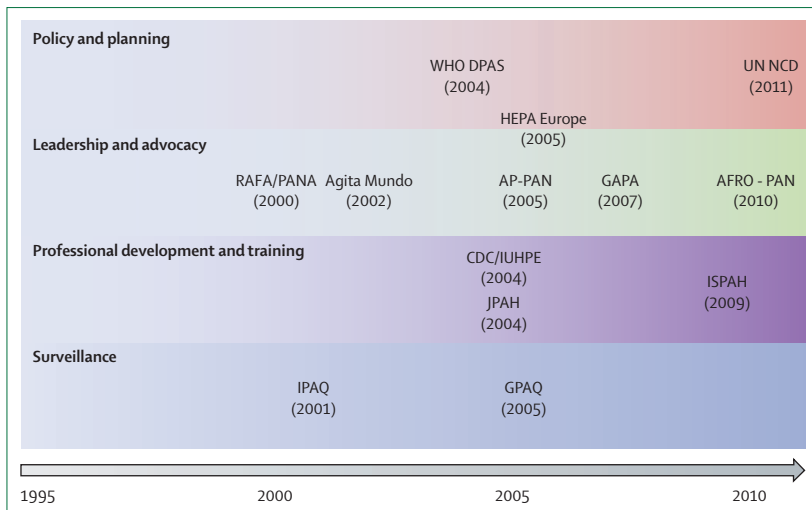 Policy and planning
WHO DPAS
(2004)
UN NCD
(2011)
HEPA Europe
(2005)
Leadership and advocacy
RAFA/PANA
(2000)
Agita Mundo
(2002)
AP-PAN
(2005)
GAPA
(2007)
AFRO - PAN
(2010)
Professional development and training
CDC/IUHPE
(2004)
JPAH
(2004)
ISPAH
(2009)
Surveillance
IPAQ
(2001)
GPAQ
(2005)
1995 2000 2005 2010